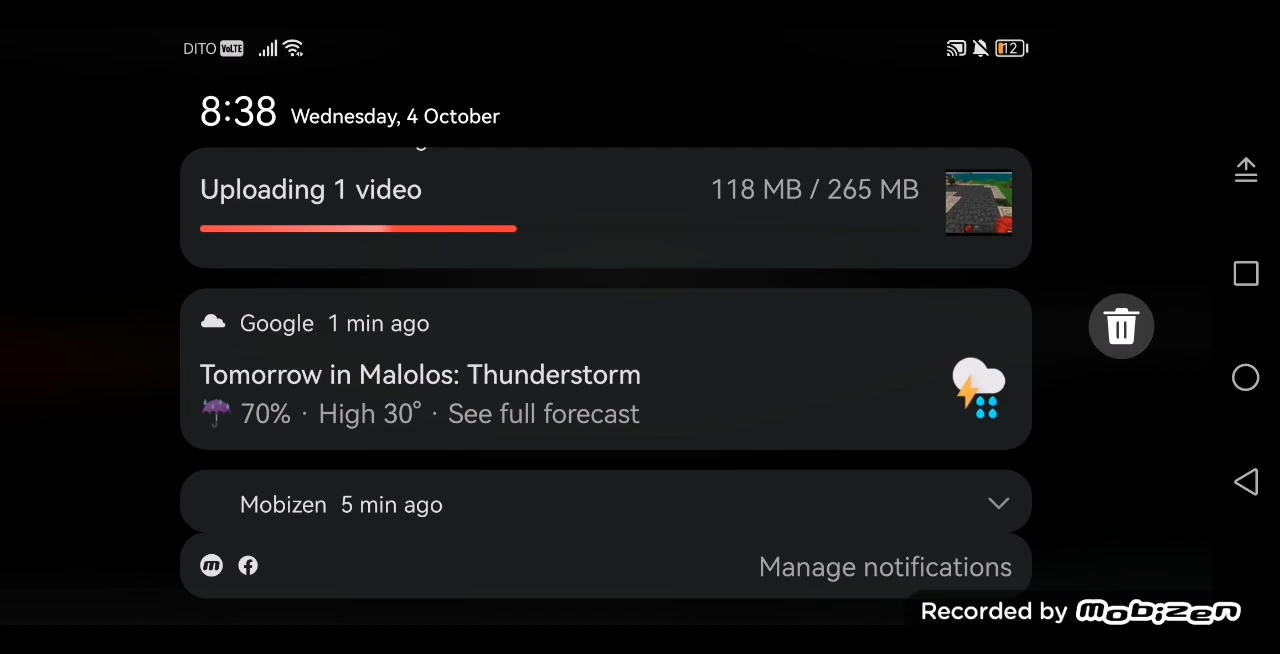 DITO VoLTE
12
8:38 Wednesday, 4 October
Uploading 1 video 118 MB / 265 MB
Google 1 min ago
Tomorrow in Malolos: Thunderstorm
70% · High 30° · See full forecast
Mobizen 5 min ago
Manage notifications
Recorded by mobizen